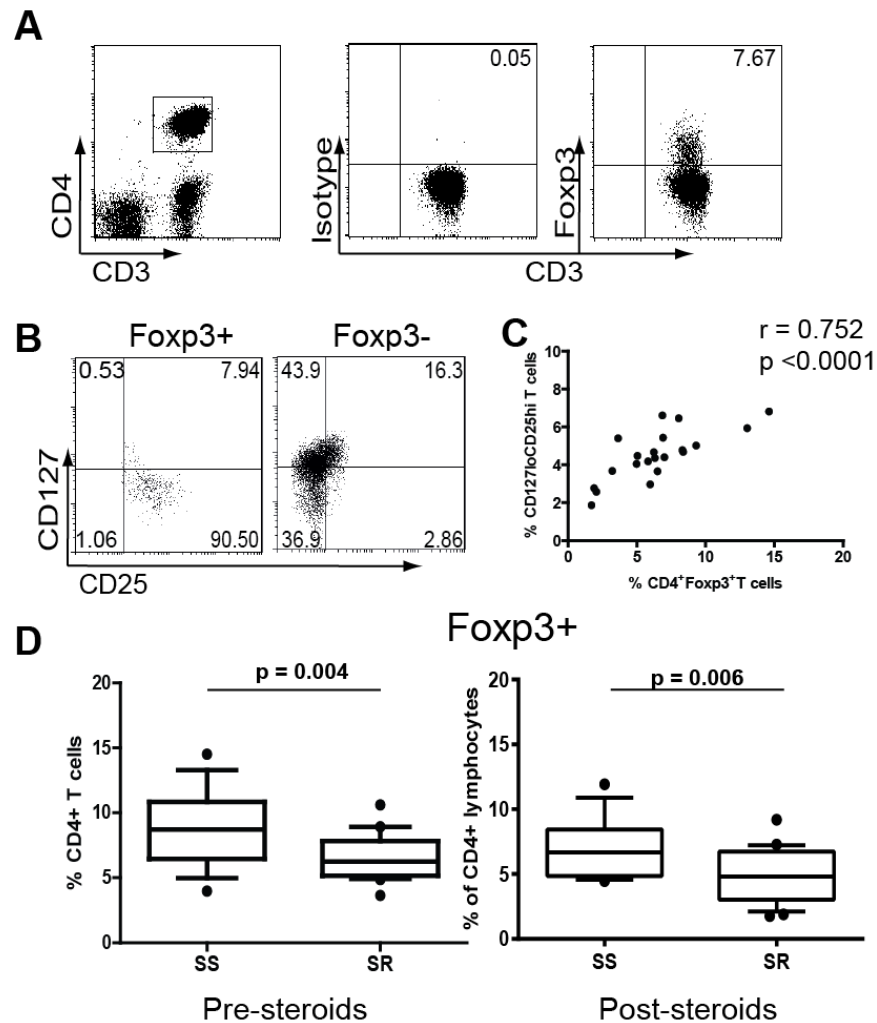 A
CD4
CD3
0.05
Isotype
7.67
Foxp3
CD3
B
Foxp3+
Foxp3-
0.53
7.94
1.06
90.50
43.9
16.3
36.9
2.86
CD127
CD25
C
r = 0.752
p <0.0001
% CD127loCD25hi T cells
10
8
6
4
2
0
0 5 10 15 20
% CD4+Foxp3+T cells
D
Foxp3+
p = 0.004
% CD4+ T cells
20
15
10
5
0
SS SR
Pre-steroids
p = 0.006
% of CD4+ lymphocytes
20
15
10
5
0
SS SR
Post-steroids